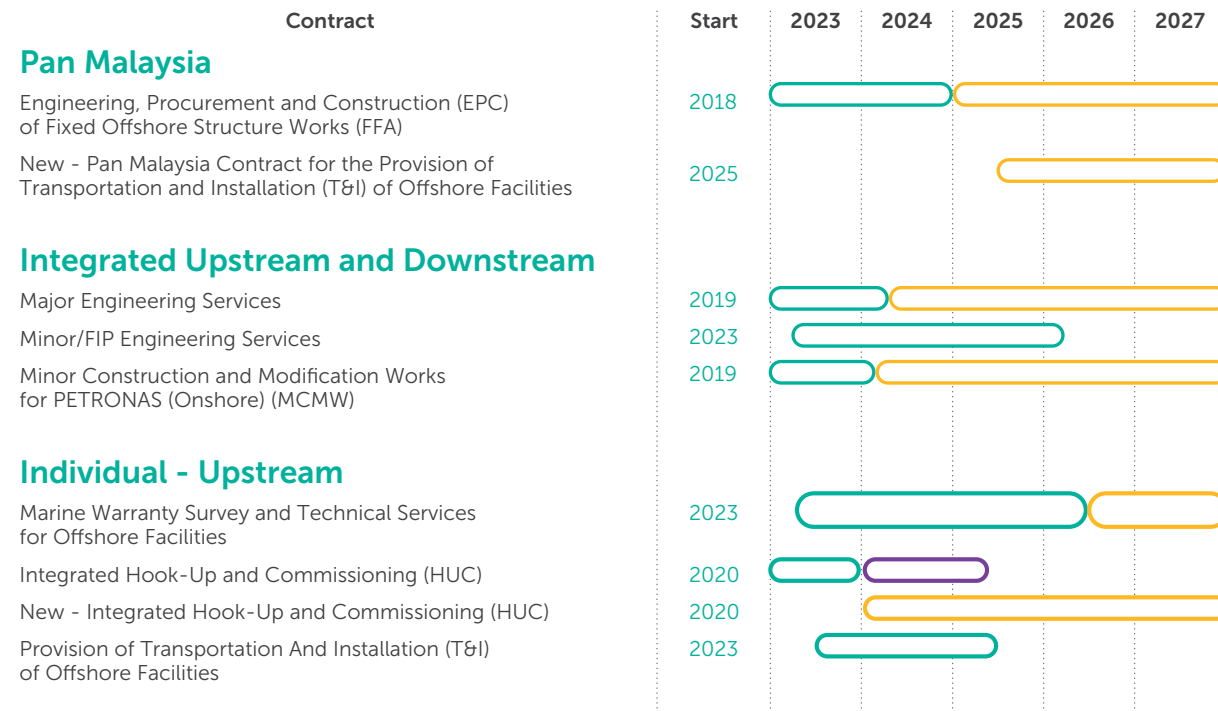 Contract Start 2023 2024 2025 2026 2027
Pan Malaysia
Engineering, Procurement and Construction (EPC)
of Fixed Offshore Structure Works (FFA)
2018
New - Pan Malaysia Contract for the Provision of
Transportation and Installation (T&I) of Offshore Facilities
2025
Integrated Upstream and Downstream
Major Engineering Services 2019
Minor/FIP Engineering Services 2023
Minor Construction and Modification Works
for PETRONAS (Onshore) (MCMW)
2019
Individual - Upstream
Marine Warranty Survey and Technical Services
for Offshore Facilities
2023
Integrated Hook-Up and Commissioning (HUC) 2020
New - Integrated Hook-Up and Commissioning (HUC) 2020
Provision of Transportation And Installation (T&I)
of Offshore Facilities
2023